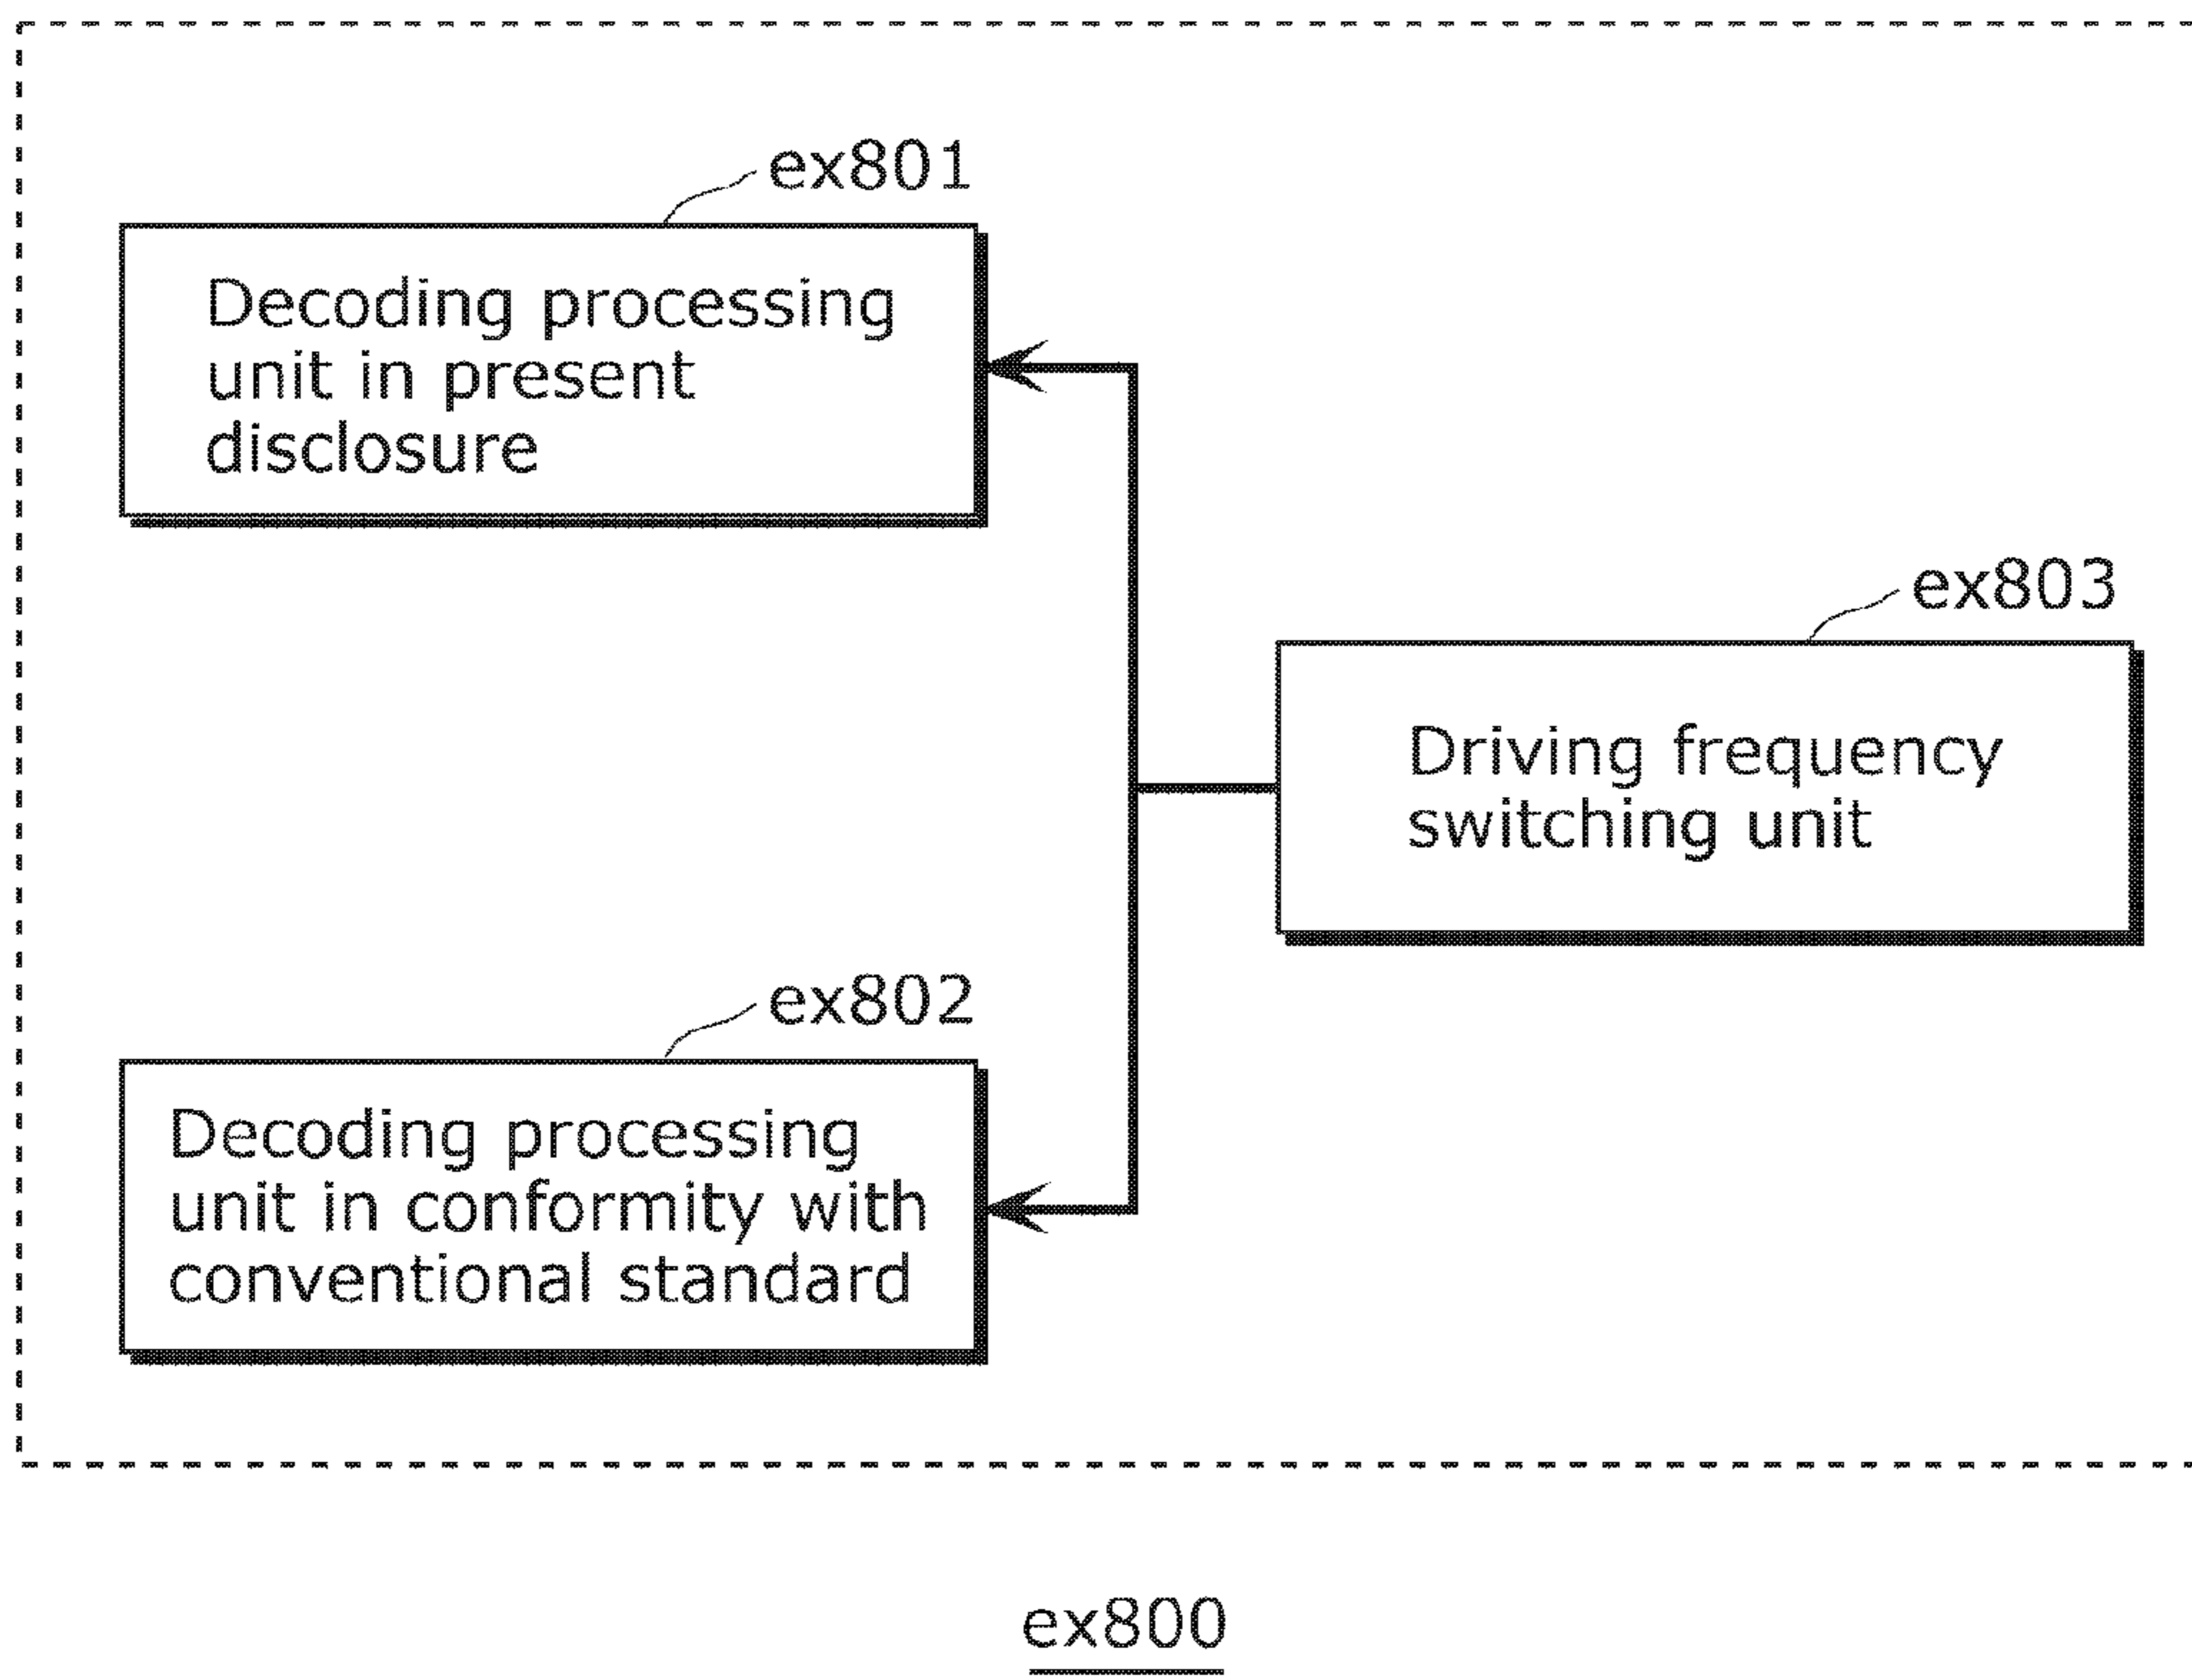 ex801
Decoding processing
unit in present
disclosure
ex803
Driving frequency
switching unit
ex802
Decoding processing
unit in conformity with
conventional standard
ex800